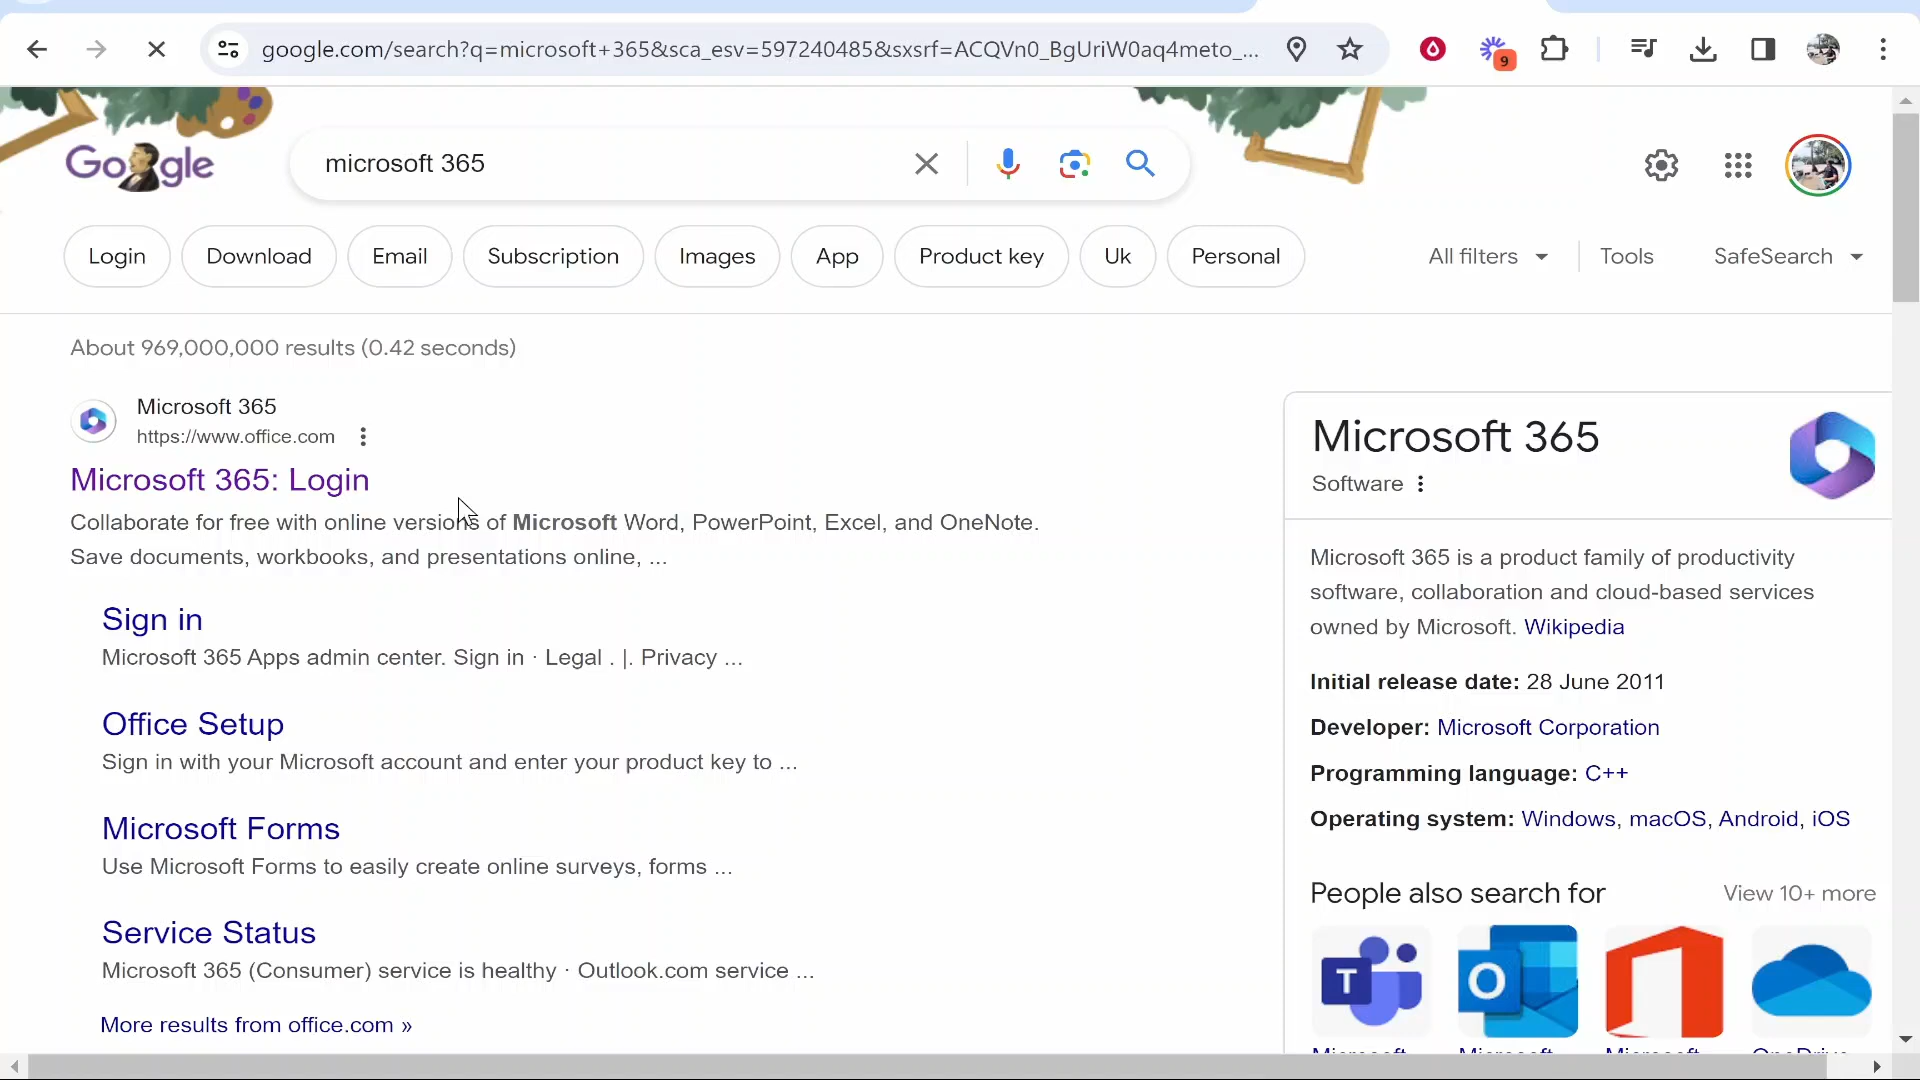 google.com/search?q=microsoft+365&sca_esv=597240485&sxsrf=ACQVn0_BgUriW0aq4meto_...
9
Google
microsoft 365
Login
Download
Email
Subscription
Images
App
Product key
Uk
Personal
All filters
Tools
SafeSearch
About 969,000,000 results (0.42 seconds)
Microsoft 365
https://www.office.com
Microsoft 365: Login
Collaborate for free with online versions of Microsoft Word, PowerPoint, Excel, and OneNote.
Save documents, workbooks, and presentations online, ...
Sign in
Microsoft 365 Apps admin center. Sign in · Legal . |. Privacy ...
Office Setup
Sign in with your Microsoft account and enter your product key to ...
Microsoft Forms
Use Microsoft Forms to easily create online surveys, forms ...
Service Status
Microsoft 365 (Consumer) service is healthy · Outlook.com service ...
More results from office.com »
Microsoft 365
Software
Microsoft 365 is a product family of productivity
software, collaboration and cloud-based services
owned by Microsoft. Wikipedia
Initial release date: 28 June 2011
Developer: Microsoft Corporation
Programming language: C++
Operating system: Windows, macOS, Android, iOS
People also search for
View 10+ more
T
O
Microsoft
Microsoft
Microsoft
OneDrive